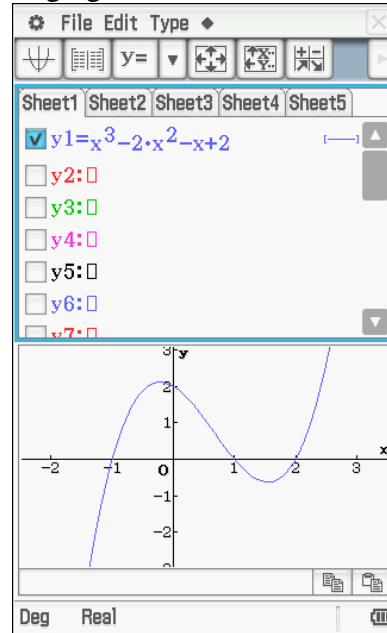 File Edit Type
y=
Sheet1 Sheet2 Sheet3 Sheet4 Sheet5
y1=x^3-2·x^2-x+2
y2:
y3:
y4:
y5:
y6:
y7:
3 y
2
1
x
-2 -1 0 1 2 3
-1
-2
Deg Real